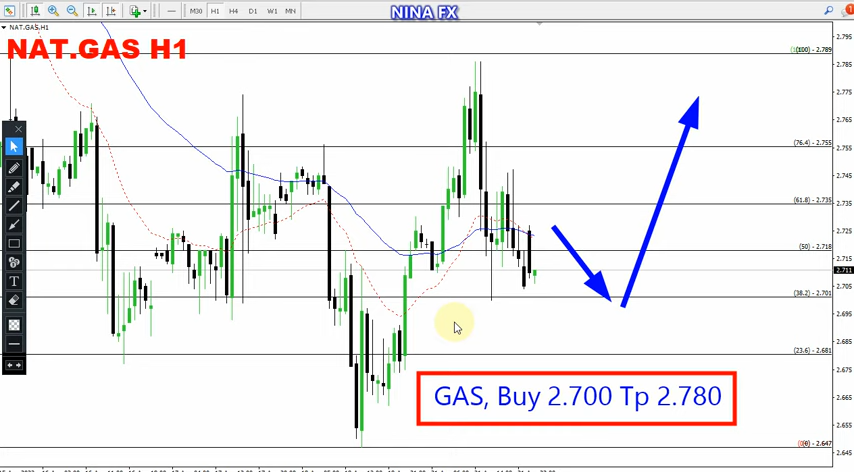 NINA FX
M30 H1 H4 D1 W1 MN
NAT.GAS.H1
NAT.GAS H1
2.795
(100) - 2.789
2.785
2.775
2.765
(76.4) - 2.755
2.755
2.745
(61.8) - 2.735
2.735
2.725
(50) - 2.718
2.715
2.711
2.705
(38.2) - 2.701
2.695
2.685
(23.6) - 2.681
2.675
2.665
GAS, Buy 2.700 Tp 2.780
2.655
(0) - 2.647
2.645
T